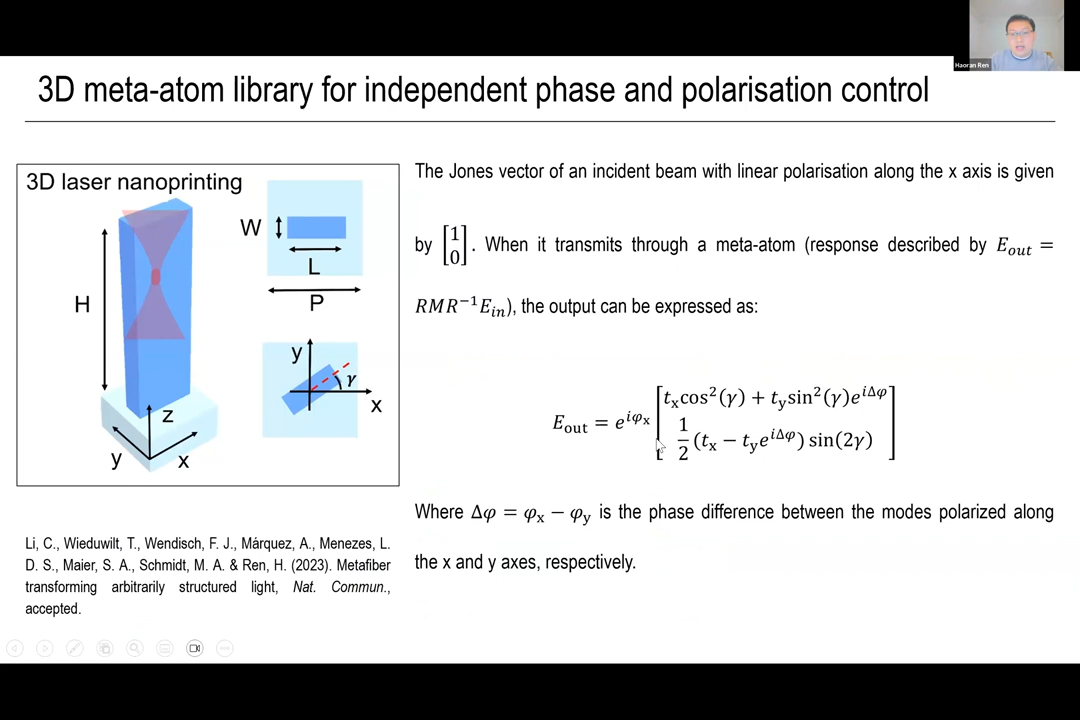 Haoran Ren
3D meta-atom library for independent phase and polarisation control
3D laser nanoprinting
W
L
P
H
y
γ
x
z
y
x
The Jones vector of an incident beam with linear polarisation along the x axis is given
by [1 0]. When it transmits through a meta-atom (response described by E_out =
RMR⁻¹E_in), the output can be expressed as:
E_out = e^{iφ_x} [t_x cos²(γ) + t_y sin²(γ)e^{iΔφ}
1/2 (t_x − t_y e^{iΔφ}) sin(2γ)]
Where Δφ = φ_x − φ_y is the phase difference between the modes polarized along
the x and y axes, respectively.
Li, C., Wieduwilt, T., Wendisch, F. J., Márquez, A., Menezes, L.
D. S., Maier, S. A., Schmidt, M. A. & Ren, H. (2023). Metafiber
transforming arbitrarily structured light, Nat. Commun.,
accepted.